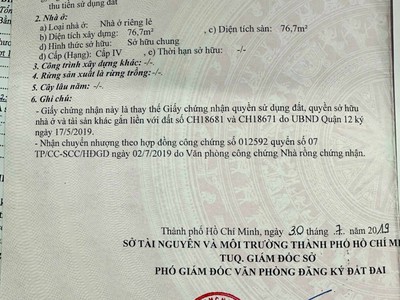 thu tiền sử dụng đất
2. Nhà ở:
a) Loại nhà ở: Nhà ở riêng lẻ
b) Diện tích xây dựng: 76,7m², c) Diện tích sàn: 76,7m²
d) Hình thức sở hữu: Sở hữu chung
đ) Cấp (Hạng): Cấp IV e) Thời hạn sở hữu: -/-
3. Công trình xây dựng khác: -/-
4. Rừng sản xuất là rừng trồng: -/-
5. Cây lâu năm: -/-
6. Ghi chú:
- Giấy chứng nhận này là thay thế Giấy chứng nhận quyền sử dụng đất, quyền sở hữu
nhà ở và tài sản khác gắn liền với đất số CH18681 và CH18671 do UBND Quận 12 ký
ngày 17/5/2019.
- Nhận chuyển nhượng theo hợp đồng công chứng số 012592 quyển số 07
TP/CC-SCC/HĐGD ngày 02/7/2019 do Văn phòng công chứng Nhà rồng chứng nhận.
Thành phố Hồ Chí Minh, ngày 30 tháng 7 năm 2019
SỞ TÀI NGUYÊN VÀ MÔI TRƯỜNG THÀNH PHỐ HỒ CHÍ M
TUQ. GIÁM ĐỐC SỞ
PHÓ GIÁM ĐỐC VĂN PHÒNG ĐĂNG KÝ ĐẤT ĐAI